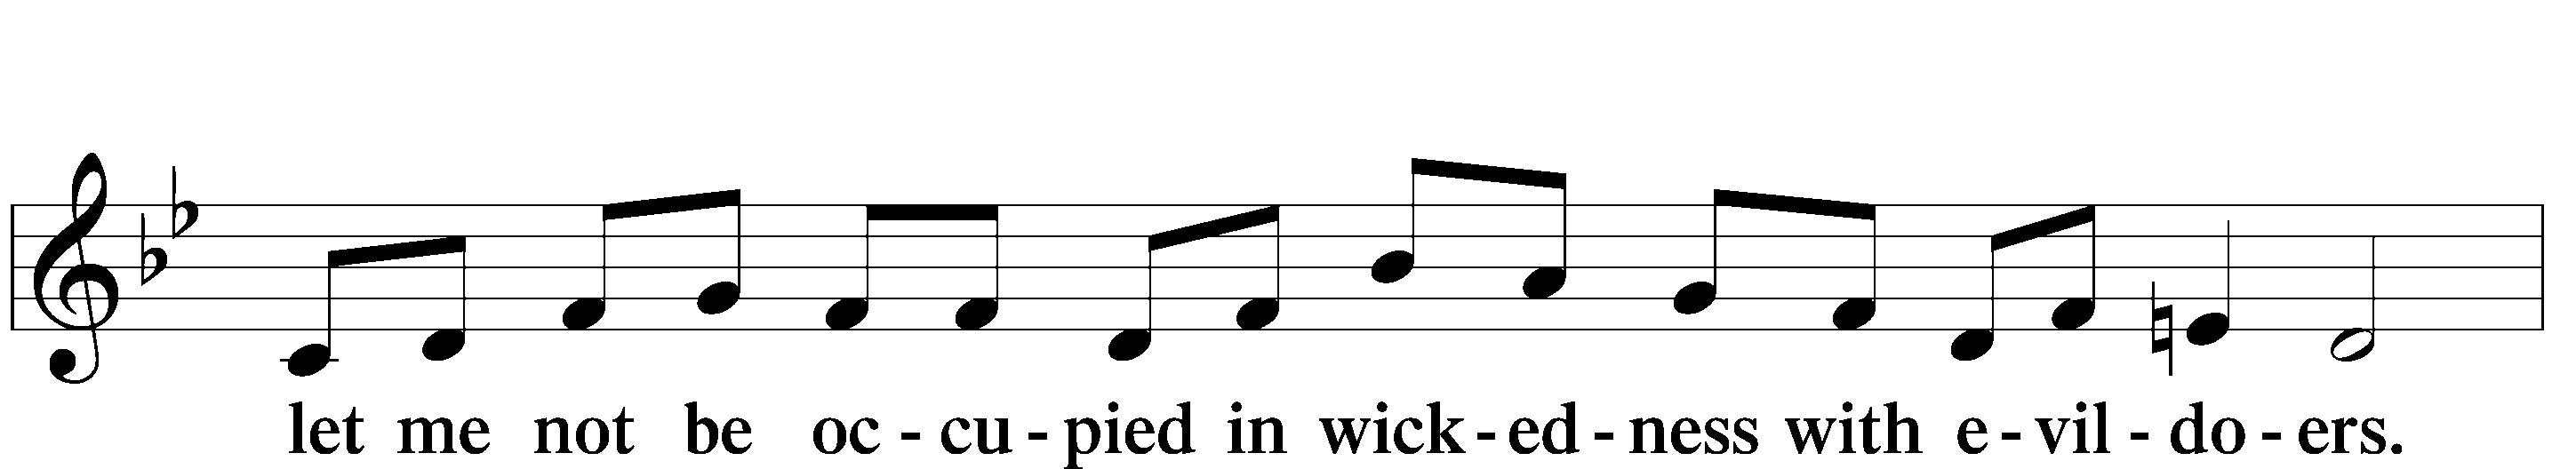 let me not be oc - cu - pied in wick - ed - ness with e - vil - do - ers.